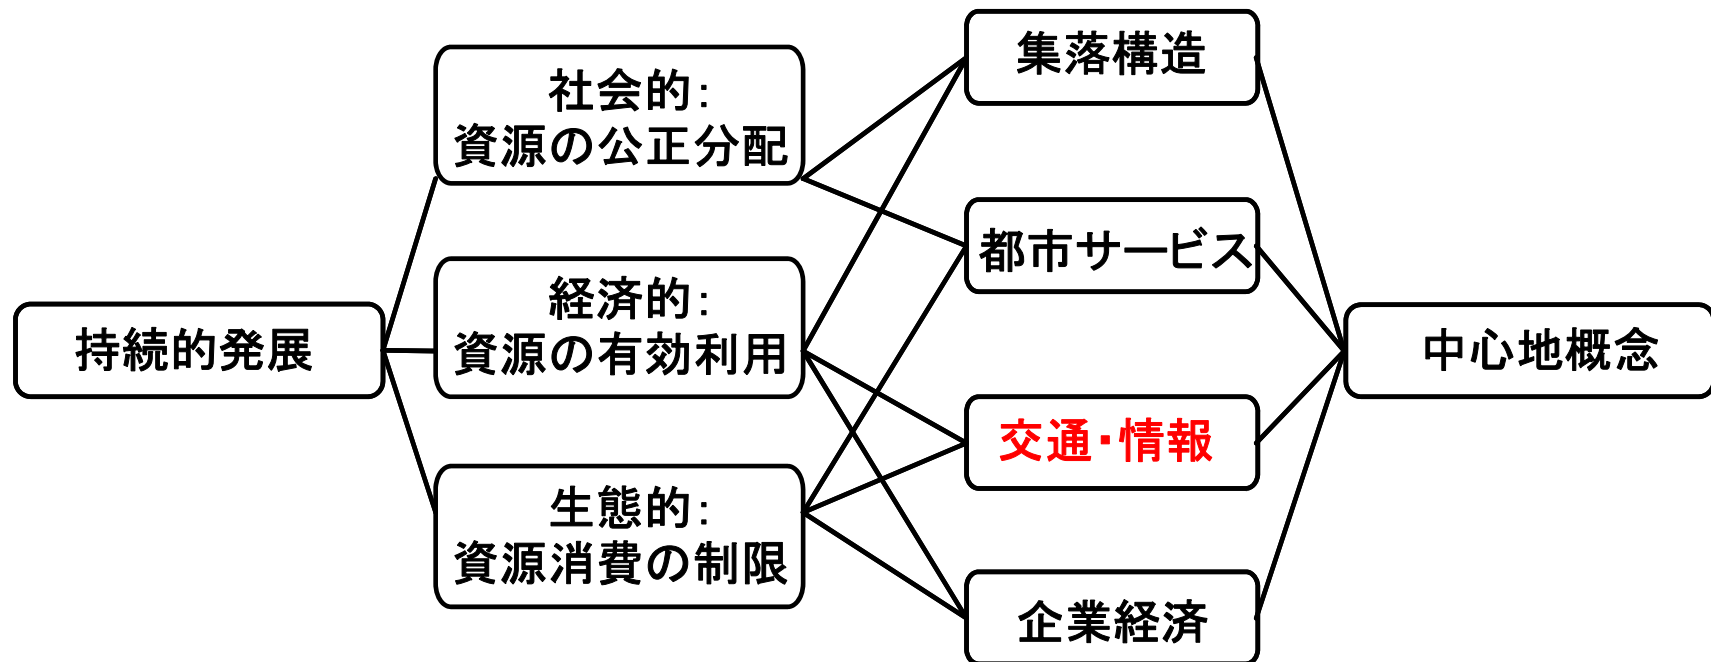 持続的発展
社会的：
資源の公正分配
経済的：
資源の有効利用
生態的：
資源消費の制限
集落構造
都市サービス
交通・情報
企業経済
中心地概念